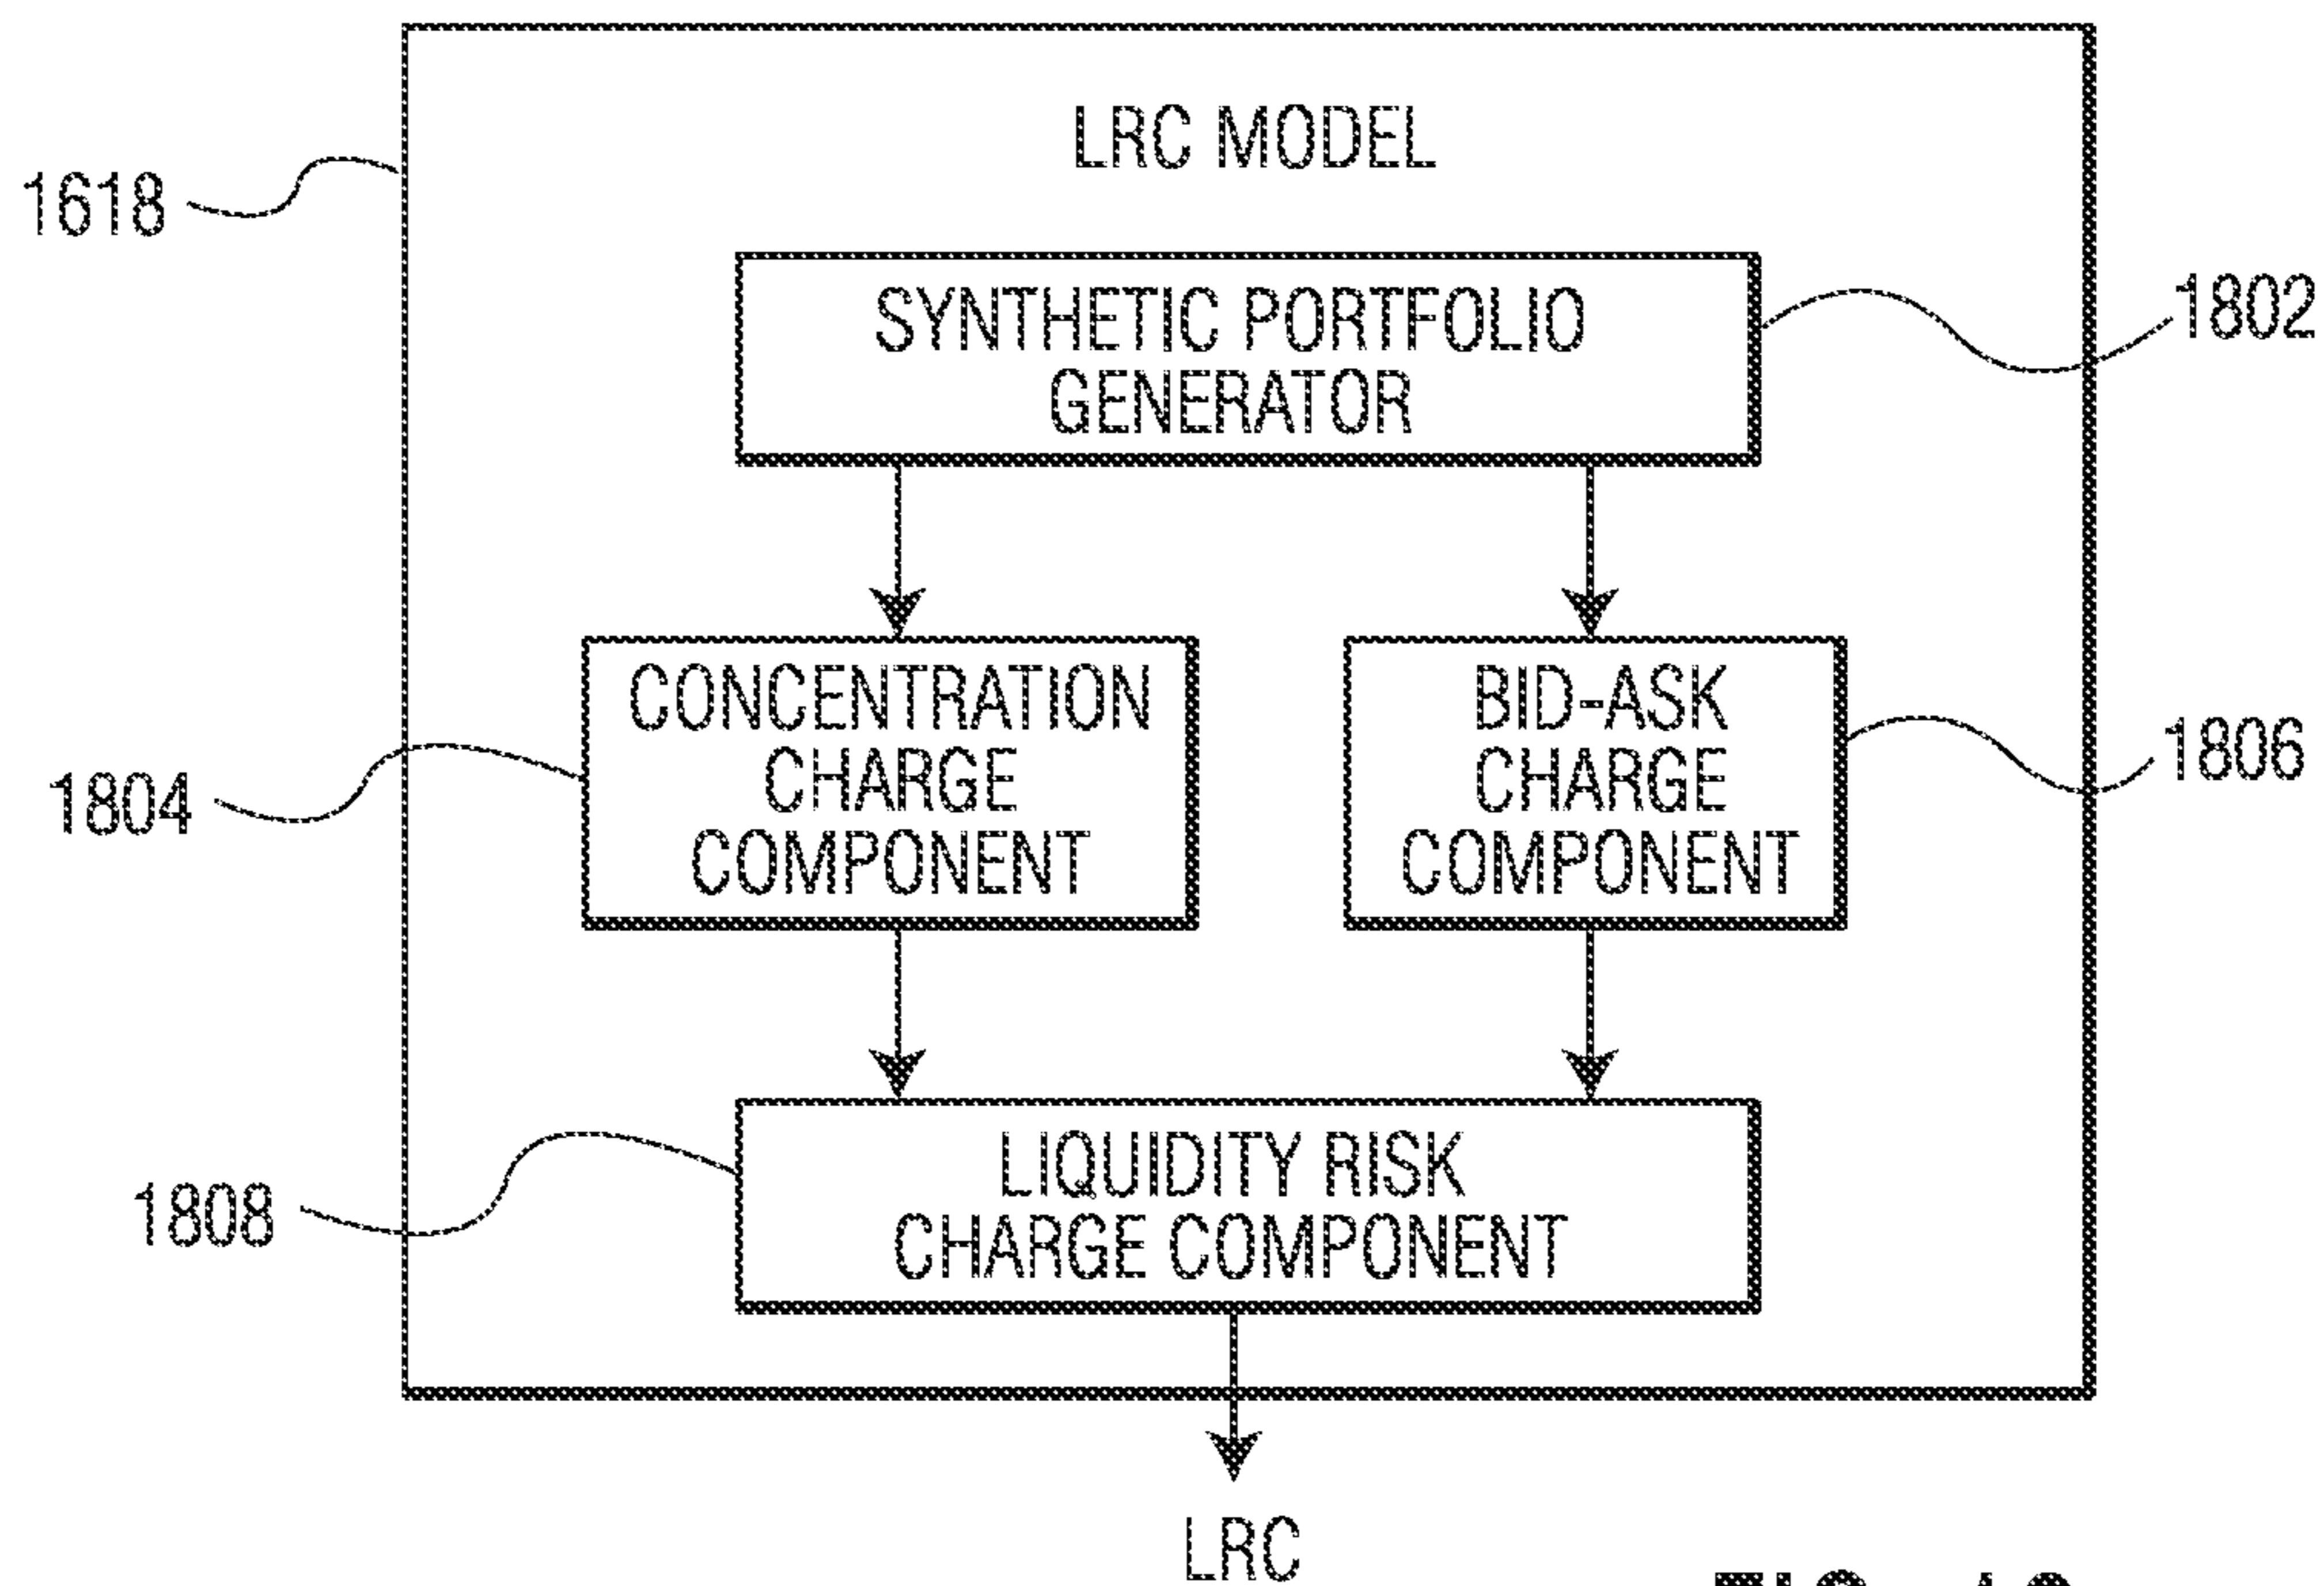 LRC MODEL
1618
SYNTHETIC PORTFOLIO
GENERATOR
1802
CONCENTRATION
CHARGE
COMPONENT
1804
BID-ASK
CHARGE
COMPONENT
1806
LIQUIDITY RISK
CHARGE COMPONENT
1808
LRC